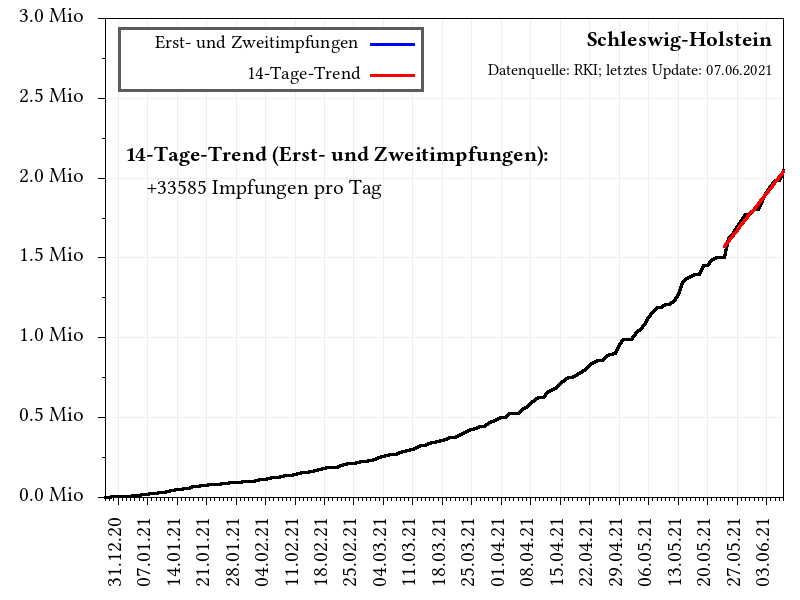 3.0 Mio
2.5 Mio
2.0 Mio
1.5 Mio
1.0 Mio
0.5 Mio
0.0 Mio
Erst- und Zweitimpfungen
14-Tage-Trend
Schleswig-Holstein
Datenquelle: RKI; letztes Update: 07.06.2021
14-Tage-Trend (Erst- und Zweitimpfungen):
+33585 Impfungen pro Tag
31.12.20
07.01.21
14.01.21
21.01.21
28.01.21
04.02.21
11.02.21
18.02.21
25.02.21
04.03.21
11.03.21
18.03.21
25.03.21
01.04.21
08.04.21
15.04.21
22.04.21
29.04.21
06.05.21
13.05.21
20.05.21
27.05.21
03.06.21